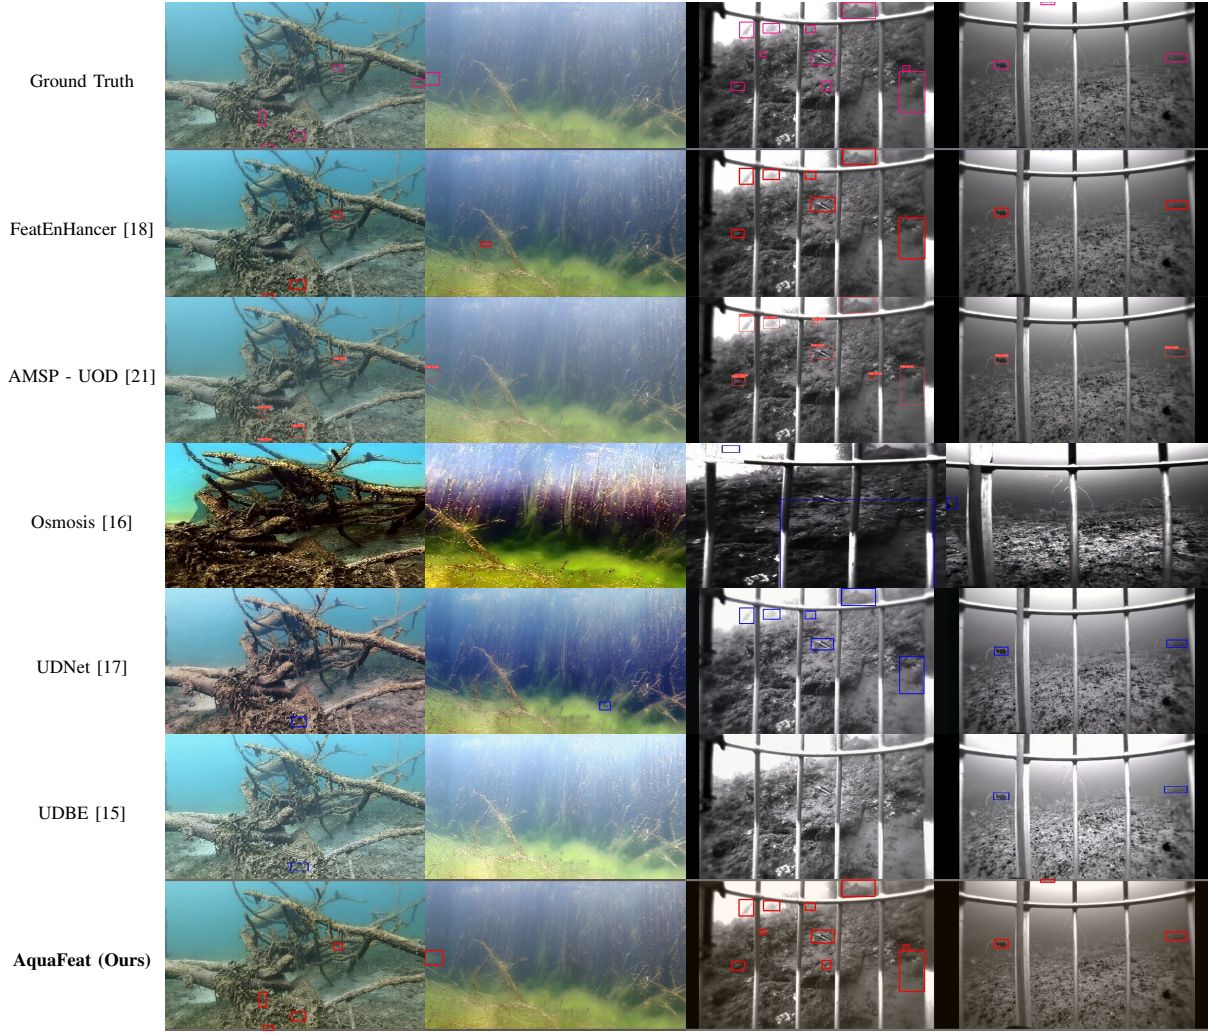 Ground Truth
FeatEnHancer [18]
AMSP - UOD [21]
Osmosis [16]
UDNet [17]
UDBE [15]
AquaFeat (Ours)